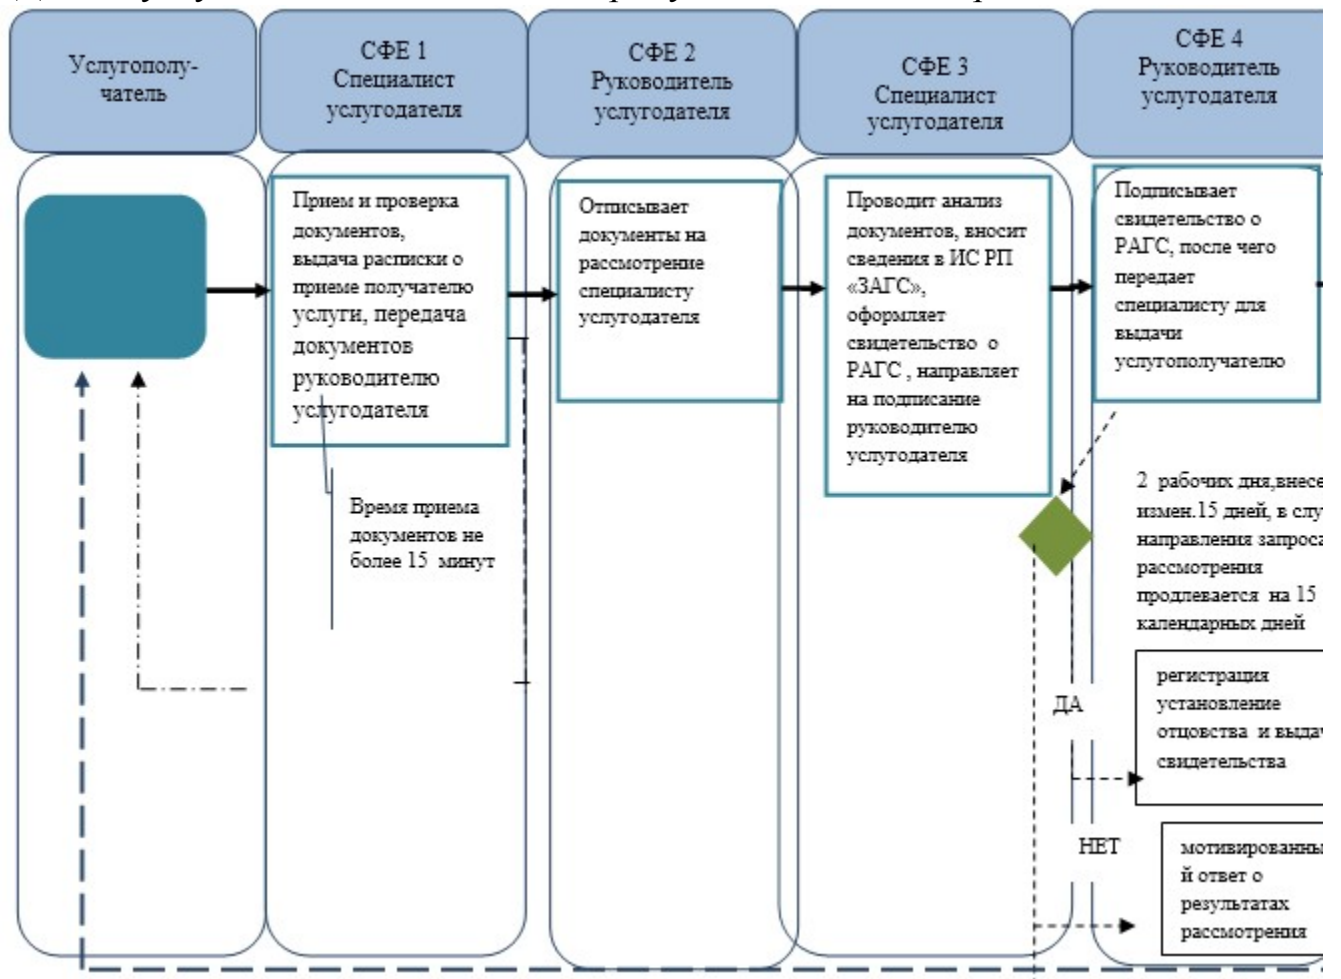 Услугополу-
чатель
СФЕ 1
Специалист
услугодателя
СФЕ 2
Руководитель
услугодателя
СФЕ 3
Специалист
услугодателя
СФЕ 4
Руководитель
услугодателя
Прием и проверка
документов,
выдача расписки о
приеме получателю
услуги, передача
документов
руководителю
услугодателя
Отписывает
документы на
рассмотрение
специалисту
услугодателя
Проводит анализ
документов, вносит
сведения в ИС РП
«ЗАГС»,
оформляет
свидетельство о
РАГС , направляет
на подписание
руководителю
услугодателя
Подписывает
свидетельство о
РАГС, после чего
передает
специалисту для
выдачи
услугополучателю
Время приема
документов не
более 15 минут
2 рабочих дня,внесе
измен.15 дней, в слу
направления запроса
рассмотрения
продлевается на 15
календарных дней
ДА
регистрация
установление
отцовства и выдач
свидетельства
НЕТ
мотивированны
й ответ о
результатах
рассмотрения